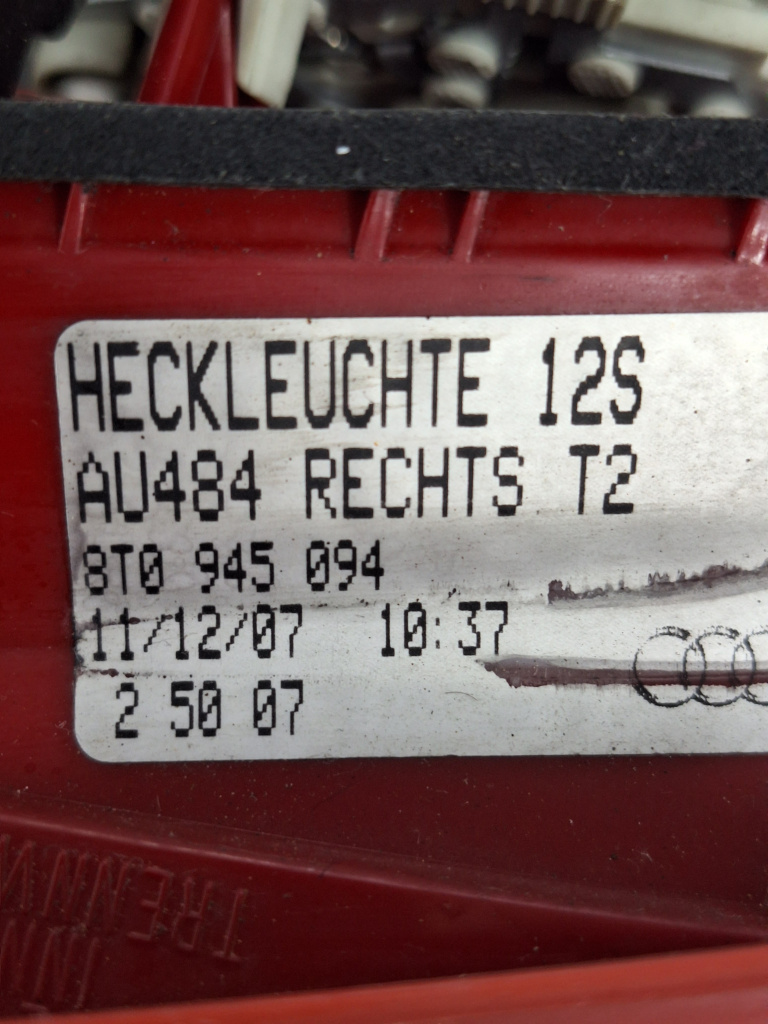 HECKLEUCHTE 12S
AU484 RECHTS T2
8T0 945 094
11/12/07 10:37
2 50 07